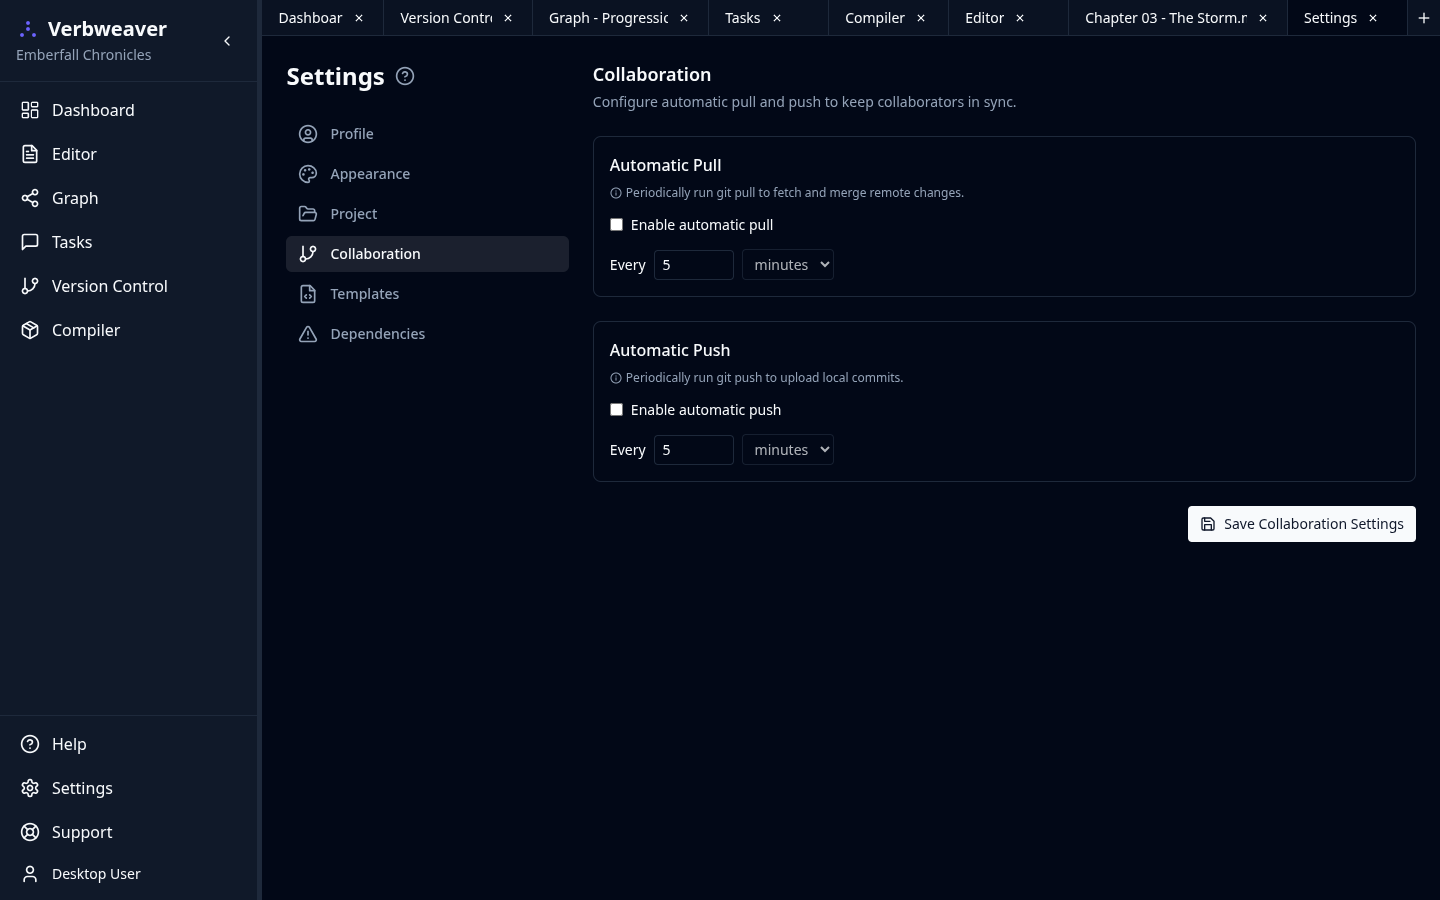 Verbweaver
Emberfall Chronicles
Dashboard
Editor
Graph
Tasks
Version Control
Compiler
Help
Settings
Support
Desktop User
Dashboar
Version Contr
Graph - Progressic
Tasks
Compiler
Editor
Chapter 03 - The Storm.r
Settings
Settings
Profile
Appearance
Project
Collaboration
Templates
Dependencies
Collaboration
Configure automatic pull and push to keep collaborators in sync.
Automatic Pull
Periodically run git pull to fetch and merge remote changes.
Enable automatic pull
Every 5 minutes
Automatic Push
Periodically run git push to upload local commits.
Enable automatic push
Every 5 minutes
Save Collaboration Settings